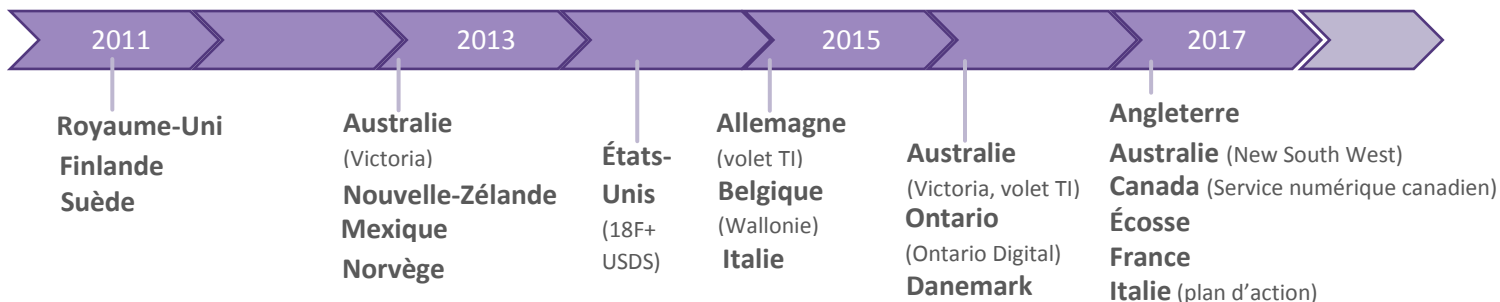 2011
2013
2015
2017
Royaume-Uni
Finlande
Suède
Australie
(Victoria)
Nouvelle-Zélande
Mexique
Norvège
États-
Unis
(18F+
USDS)
Allemagne
(volet TI)
Belgique
(Wallonie)
Italie
Australie
(Victoria, volet TI)
Ontario
(Ontario Digital)
Danemark
Angleterre
Australie (New South West)
Canada (Service numérique canadien)
Écosse
France
Italie (plan d’action)